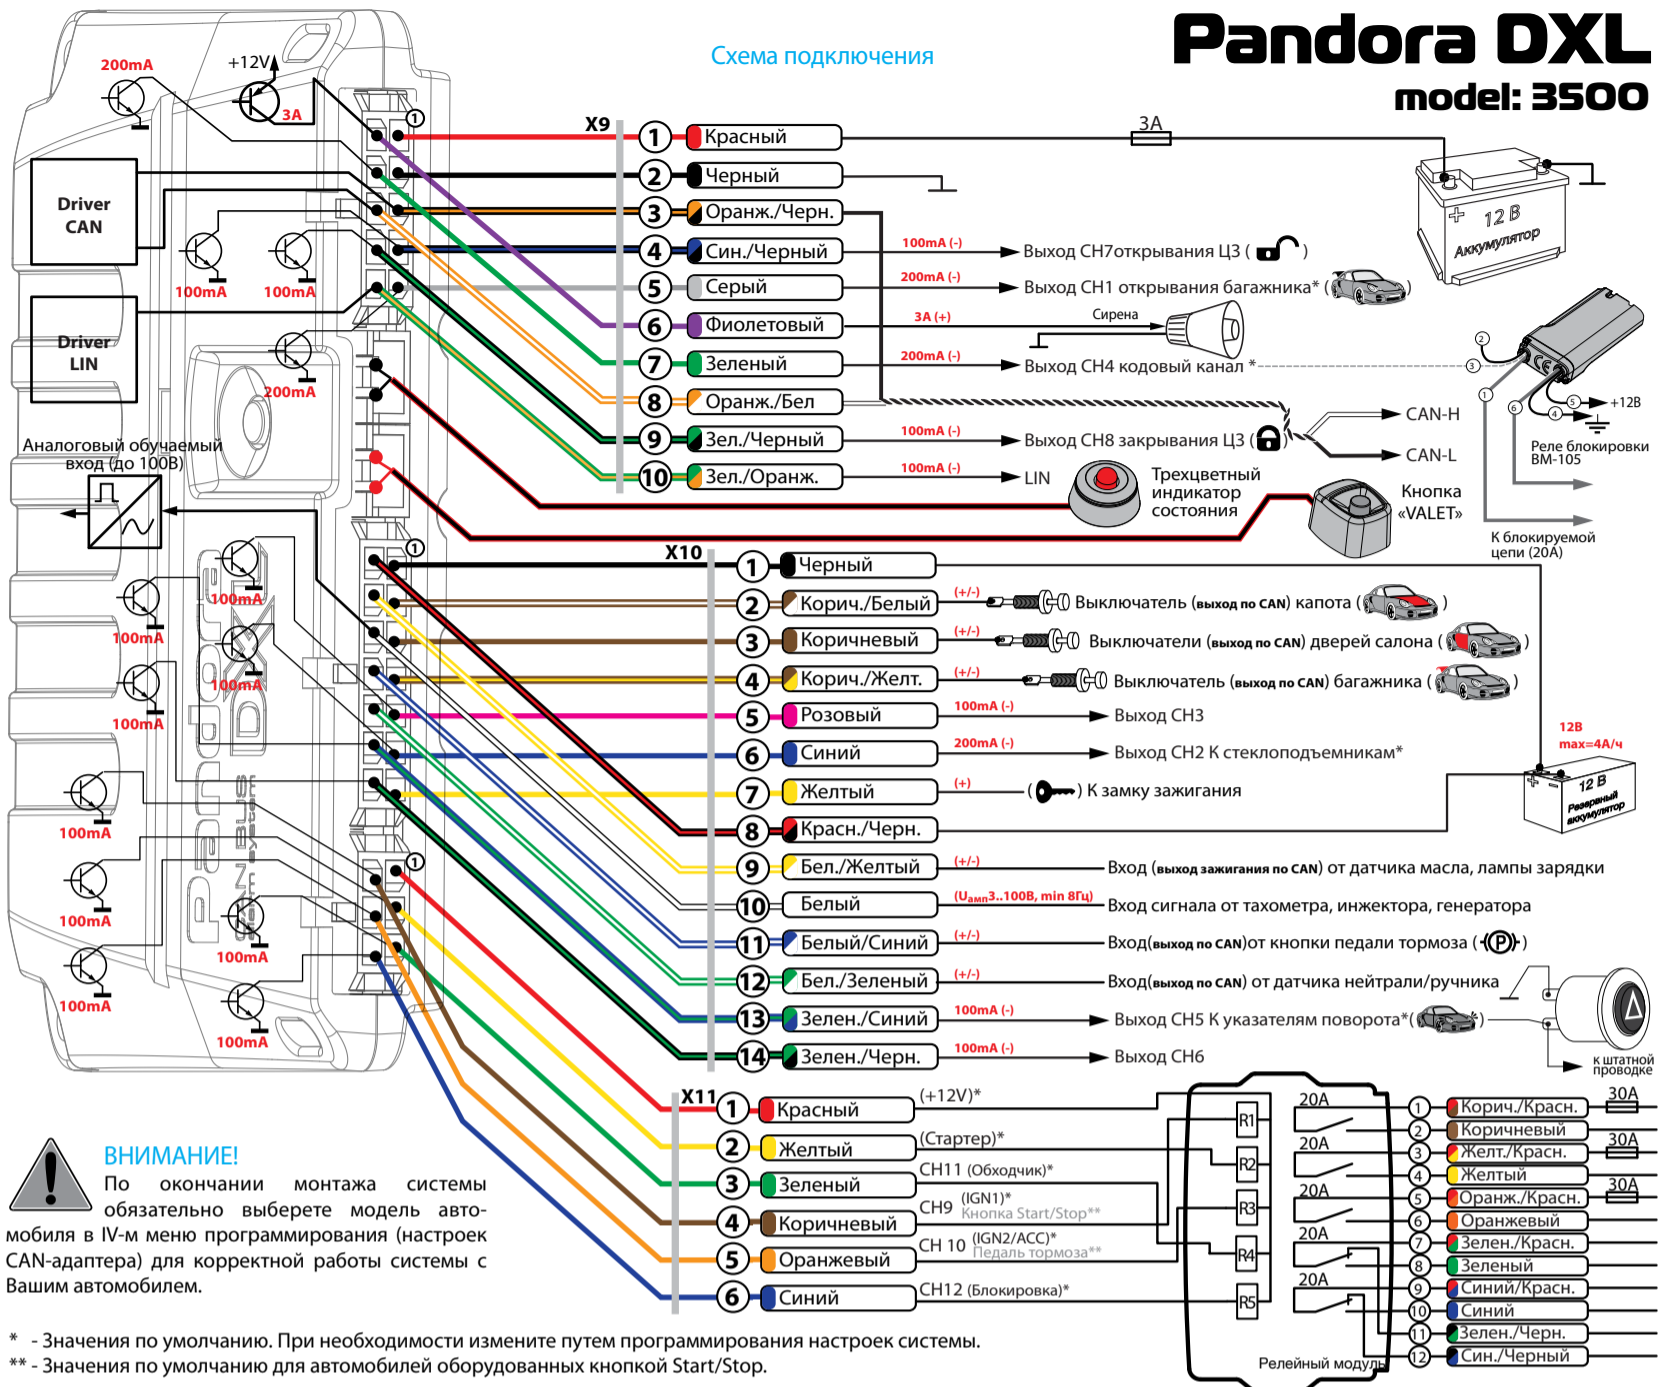 Pandora DXL
model: 3500
Схема подключения
200mA
+12V
3A
Driver
CAN
100mA
100mA
Driver
LIN
200mA
Аналоговый обучаемый
вход (до 100В)
100mA
100mA
100mA
100mA
100mA
100mA
100mA
100mA
100mA
Pandora
DXL
CAN BUS
alarm system
1
1
1
X9
1 Красный
3A
2 Черный
3 Оранж./Черн.
4 Син./Черный 100mA (-) Выход CH7открывания ЦЗ ( )
5 Серый 200mA (-) Выход CH1 открывания багажника* ( )
6 Фиолетовый 3A (+) Сирена
7 Зеленый 200mA (-) Выход CH4 кодовый канал *
8 Оранж./Бел
9 Зел./Черный 100mA (-) Выход CH8 закрывания ЦЗ ( )
10 Зел./Оранж. 100mA (-) LIN
+ 12 В
Аккумулятор
2
3
1
6
5 +12В
4
Реле блокировки
BM-105
CAN-H
CAN-L
К блокируемой
цепи (20A)
Трехцветный
индикатор
состояния
Кнопка
«VALET»
X10
1 Черный
2 Корич./Белый (+/-) Выключатель (выход по CAN) капота ( )
3 Коричневый (+/-) Выключатели (выход по CAN) дверей салона ( )
4 Корич./Желт. (+/-) Выключатель (выход по CAN) багажника ( )
5 Розовый 100mA (-) Выход CH3
6 Синий 200mA (-) Выход CH2 К стеклоподъемникам*
7 Желтый (+) ( ) К замку зажигания
8 Красн./Черн.
9 Бел./Желтый (+/-) Вход (выход зажигания по CAN) от датчика масла, лампы зарядки
10 Белый (Uамп3..100В, min 8Гц) Вход сигнала от тахометра, инжектора, генератора
11 Белый/Синий (+/-) Вход(выход по CAN)от кнопки педали тормоза ( P )
12 Бел./Зеленый (+/-) Вход(выход по CAN) от датчика нейтрали/ручника
13 Зелен./Синий 100mA (-) Выход CH5 К указателям поворота*( )
14 Зелен./Черн. 100mA (-) Выход CH6
12В
max=4А/ч
+ -
12 В
Резервный
аккумулятор
к штатной
проводке
X11
1 Красный (+12V)*
2 Желтый (Стартер)*
3 Зеленый CH11 (Обходчик)*
4 Коричневый CH9 (IGN1)*
Кнопка Start/Stop**
5 Оранжевый CH 10 (IGN2/ACC)*
Педаль тормоза**
6 Синий CH12 (Блокировка)*
R1
R2
R3
R4
R5
20A
20A
20A
20A
20A
Релейный модуль
1 Корич./Красн. 30A
2 Коричневый
3 Желт./Красн. 30A
4 Желтый
5 Оранж./Красн. 30A
6 Оранжевый
7 Зелен./Красн.
8 Зеленый
9 Синий/Красн.
10 Синий
11 Зелен./Черн.
12 Син./Черный
ВНИМАНИЕ!
По окончании монтажа системы
обязательно выберете модель авто-
мобиля в IV-м меню программирования (настроек
CAN-адаптера) для корректной работы системы с
Вашим автомобилем.
* - Значения по умолчанию. При необходимости измените путем программирования настроек системы.
** - Значения по умолчанию для автомобилей оборудованных кнопкой Start/Stop.